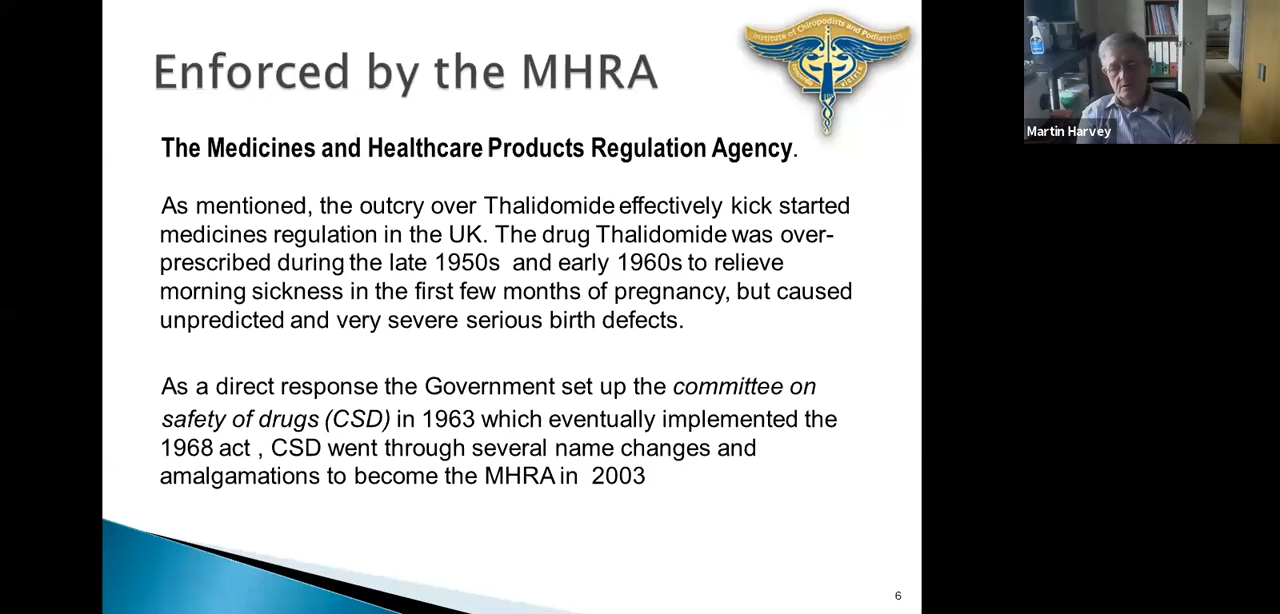 Enforced by the MHRA
Institute of Chiropodists and Podiatrists
The Medicines and Healthcare Products Regulation Agency.
As mentioned, the outcry over Thalidomide effectively kick started
medicines regulation in the UK. The drug Thalidomide was over-
prescribed during the late 1950s and early 1960s to relieve
morning sickness in the first few months of pregnancy, but caused
unpredicted and very severe serious birth defects.
As a direct response the Government set up the committee on
safety of drugs (CSD) in 1963 which eventually implemented the
1968 act , CSD went through several name changes and
amalgamations to become the MHRA in 2003
6
Martin Harvey